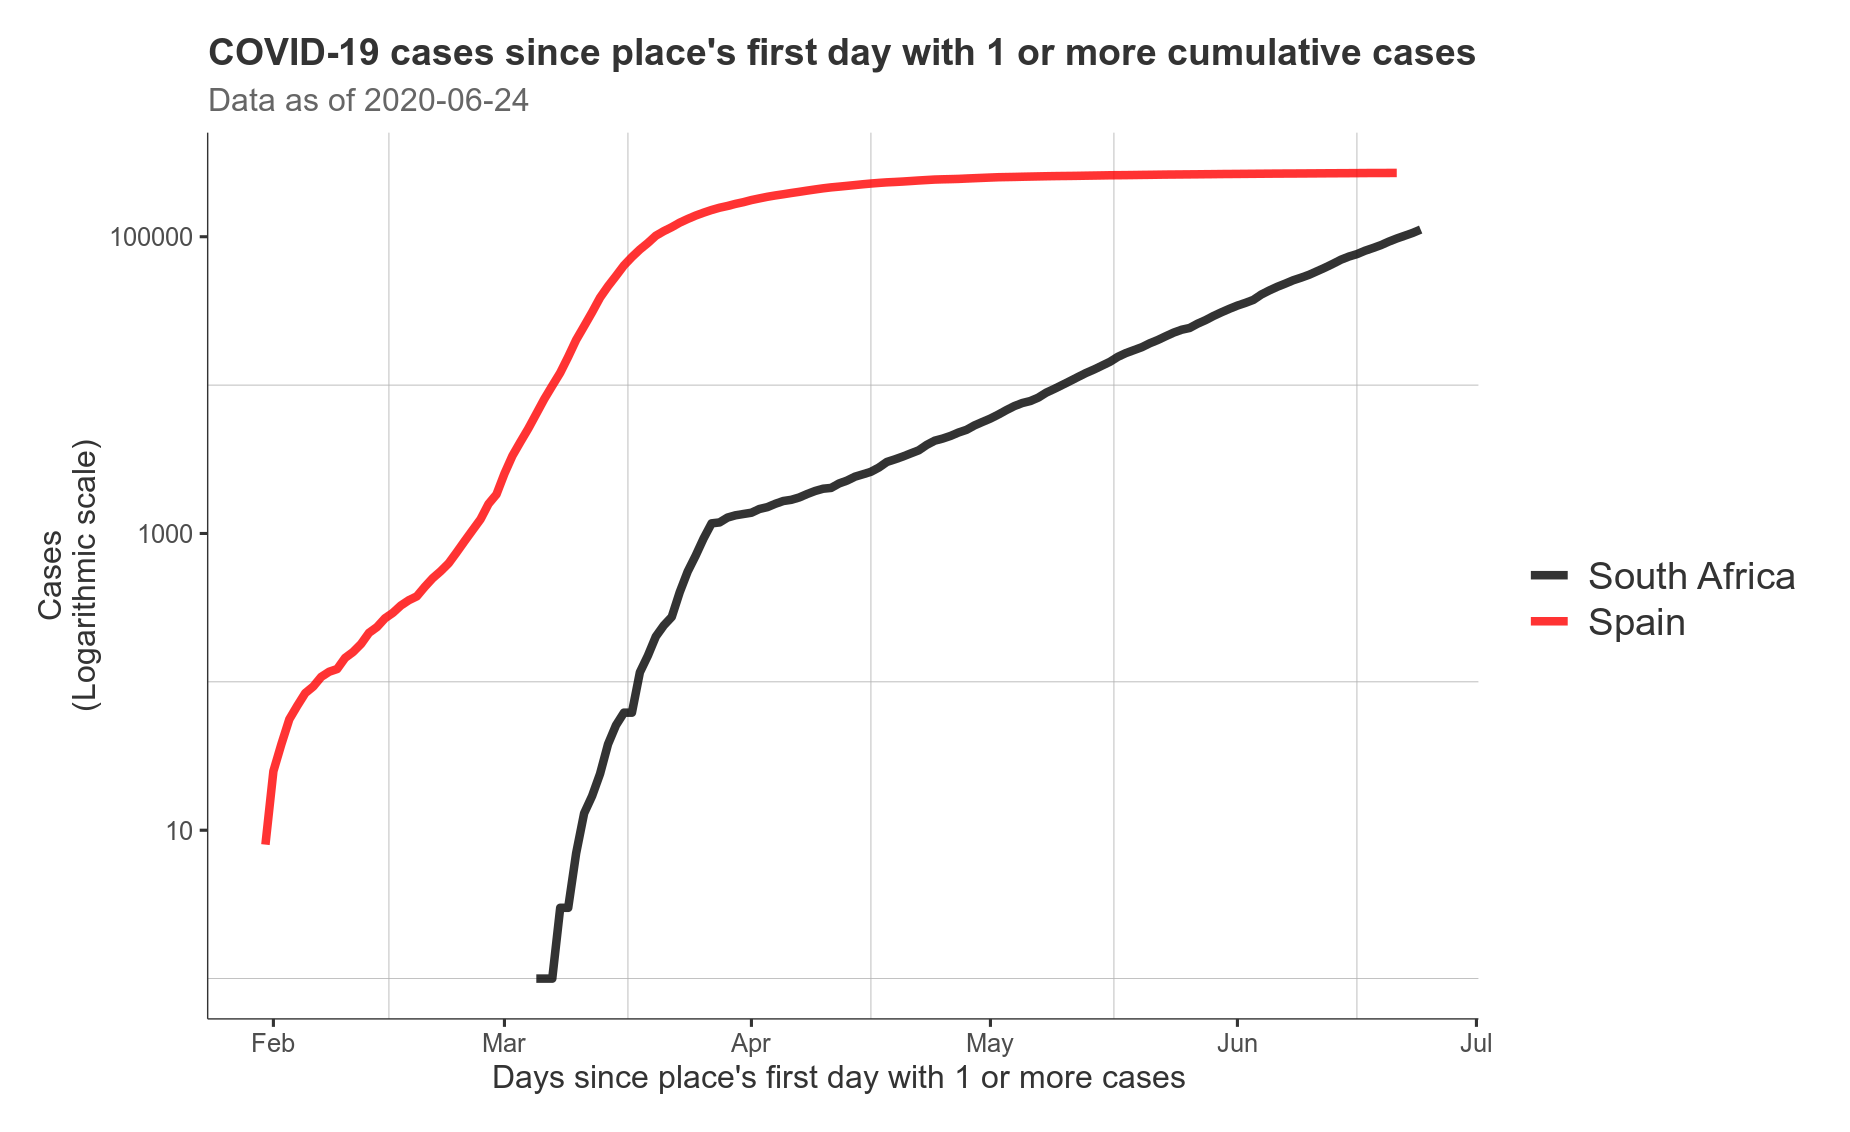 COVID-19 cases since place's first day with 1 or more cumulative cases
Data as of 2020-06-24
Cases
(Logarithmic scale)
100000
1000
10
South Africa
Spain
Feb
Mar
Apr
May
Jun
Jul
Days since place's first day with 1 or more cases